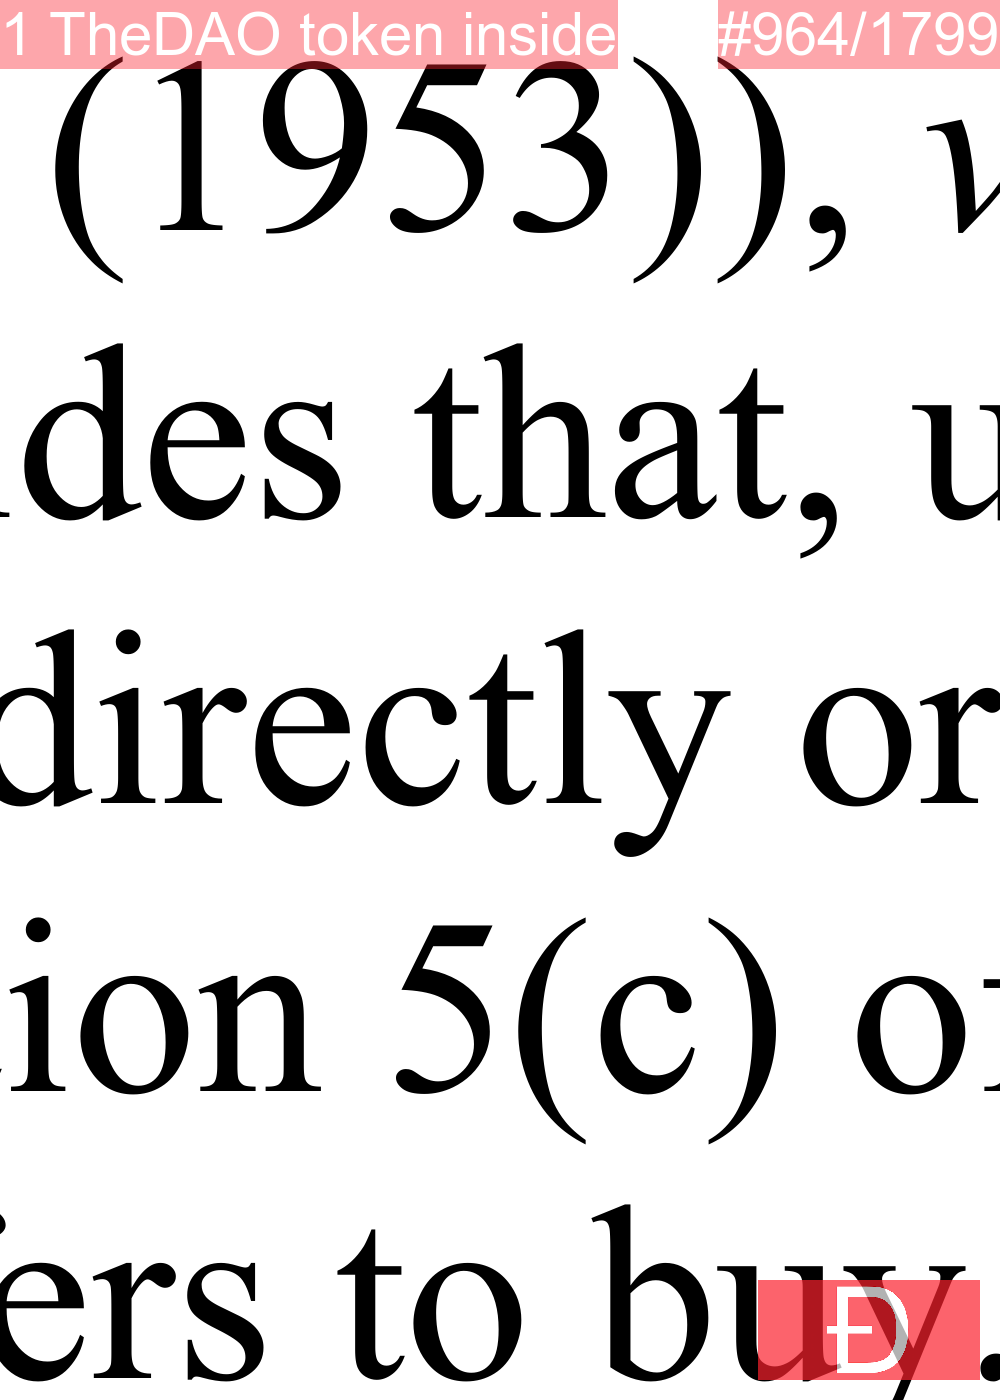 1 TheDAO token inside #964/1799
(1953)), v
des that, u
directly or
ion 5(c) of
ers to buy.
Đ